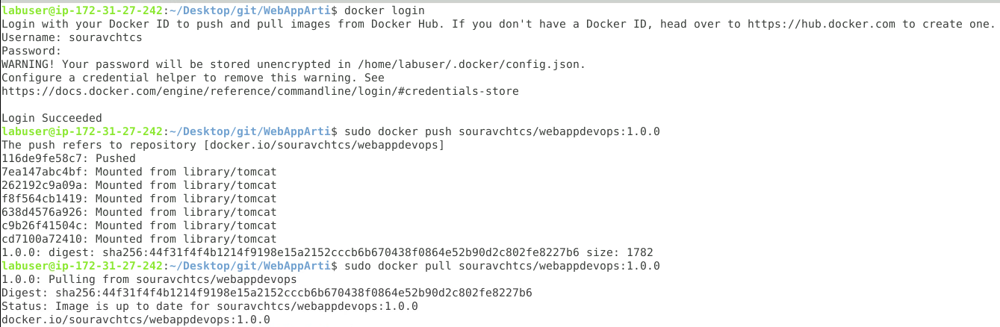 labuser@ip-172-31-27-242:~/Desktop/git/WebAppArti$ docker login
Login with your Docker ID to push and pull images from Docker Hub. If you don't have a Docker ID, head over to https://hub.docker.com to create one.
Username: souravchtcs
Password:
WARNING! Your password will be stored unencrypted in /home/labuser/.docker/config.json.
Configure a credential helper to remove this warning. See
https://docs.docker.com/engine/reference/commandline/login/#credentials-store
Login Succeeded
labuser@ip-172-31-27-242:~/Desktop/git/WebAppArti$ sudo docker push souravchtcs/webappdevops:1.0.0
The push refers to repository [docker.io/souravchtcs/webappdevops]
116de9fe58c7: Pushed
7ea147abc4bf: Mounted from library/tomcat
262192c9a09a: Mounted from library/tomcat
f8f564cb1419: Mounted from library/tomcat
638d4576a926: Mounted from library/tomcat
c9b26f41504c: Mounted from library/tomcat
cd7100a72410: Mounted from library/tomcat
1.0.0: digest: sha256:44f31f4f4b1214f9198e15a2152cccb6b670438f0864e52b90d2c802fe8227b6 size: 1782
labuser@ip-172-31-27-242:~/Desktop/git/WebAppArti$ sudo docker pull souravchtcs/webappdevops:1.0.0
1.0.0: Pulling from souravchtcs/webappdevops
Digest: sha256:44f31f4f4b1214f9198e15a2152cccb6b670438f0864e52b90d2c802fe8227b6
Status: Image is up to date for souravchtcs/webappdevops:1.0.0
docker.io/souravchtcs/webappdevops:1.0.0